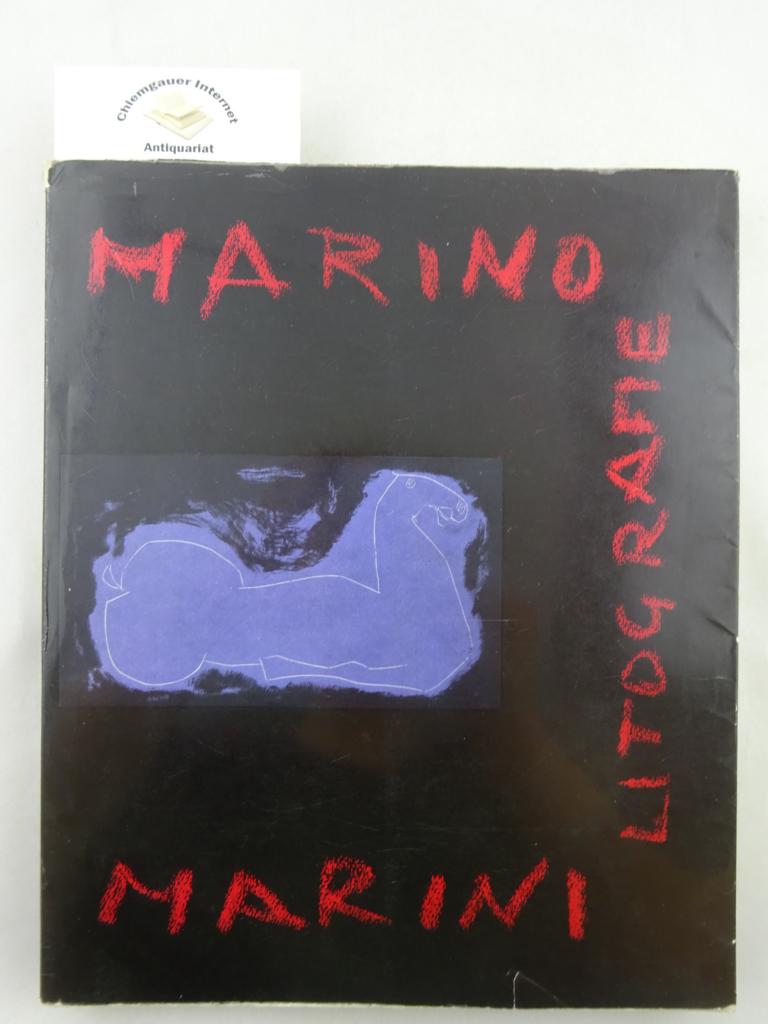 Chiemgauer Internet
Antiquariat
MARINO
LITOGRAFIE
MARINI